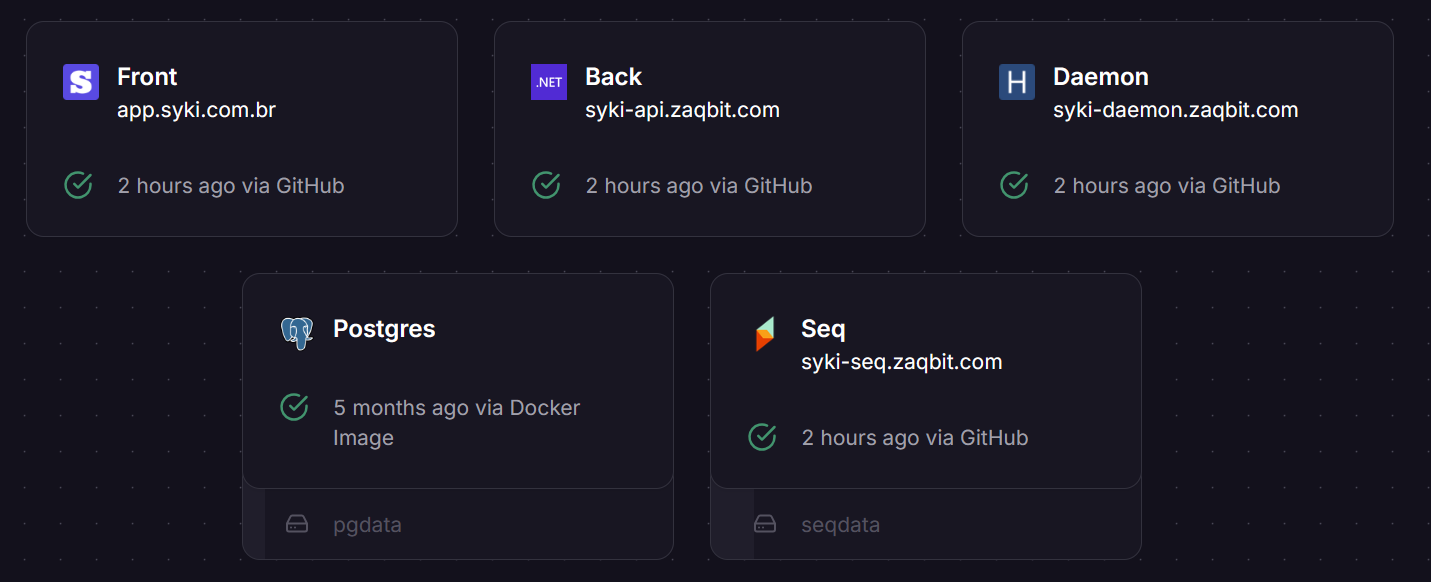 S
Front
app.syki.com.br
2 hours ago via GitHub
.NET
Back
syki-api.zaqbit.com
2 hours ago via GitHub
H
Daemon
syki-daemon.zaqbit.com
2 hours ago via GitHub
Postgres
5 months ago via Docker
Image
pgdata
Seq
syki-seq.zaqbit.com
2 hours ago via GitHub
seqdata